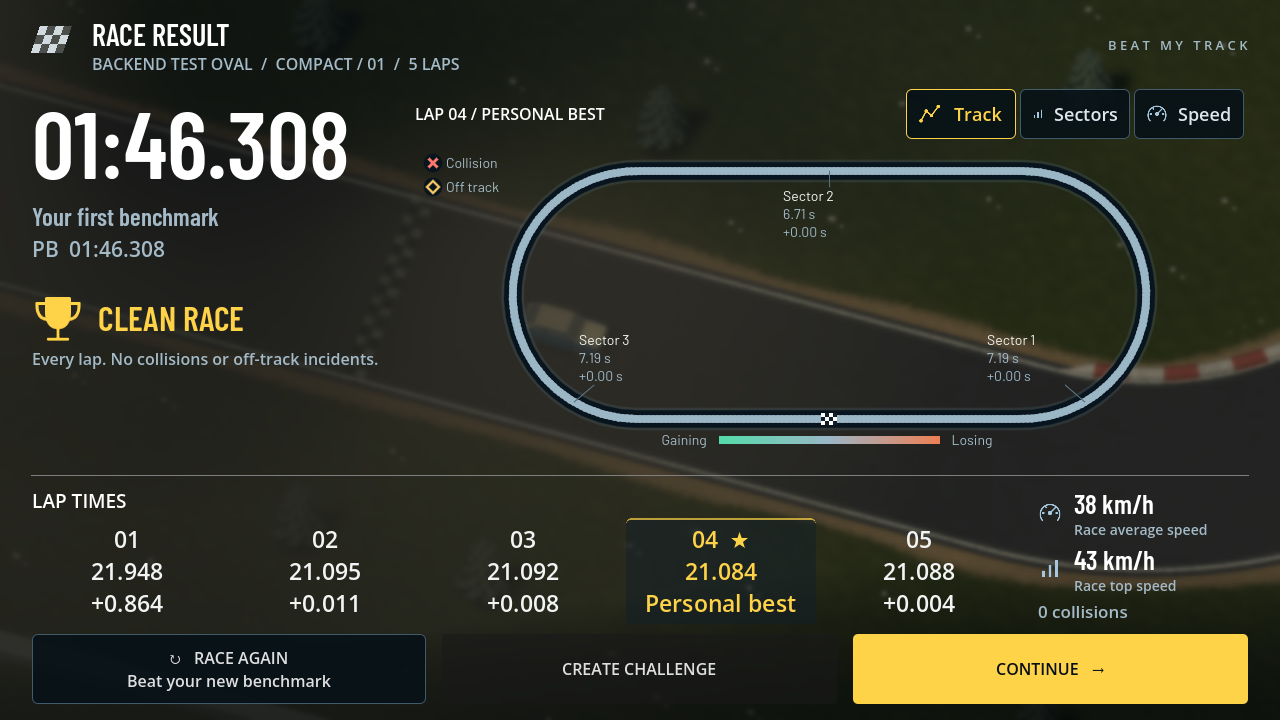 RACE RESULT
BACKEND TEST OVAL / COMPACT / 01 / 5 LAPS
BEAT MY TRACK
01:46.308
Your first benchmark
PB 01:46.308
CLEAN RACE
Every lap. No collisions or off-track incidents.
LAP 04 / PERSONAL BEST
Track
Sectors
Speed
Collision
Off track
Sector 2
6.71 s
+0.00 s
Sector 3
7.19 s
+0.00 s
Sector 1
7.19 s
+0.00 s
Gaining
Losing
LAP TIMES
01
21.948
+0.864
02
21.095
+0.011
03
21.092
+0.008
04 ★
21.084
Personal best
05
21.088
+0.004
38 km/h
Race average speed
43 km/h
Race top speed
0 collisions
↻ RACE AGAIN
Beat your new benchmark
CREATE CHALLENGE
CONTINUE →